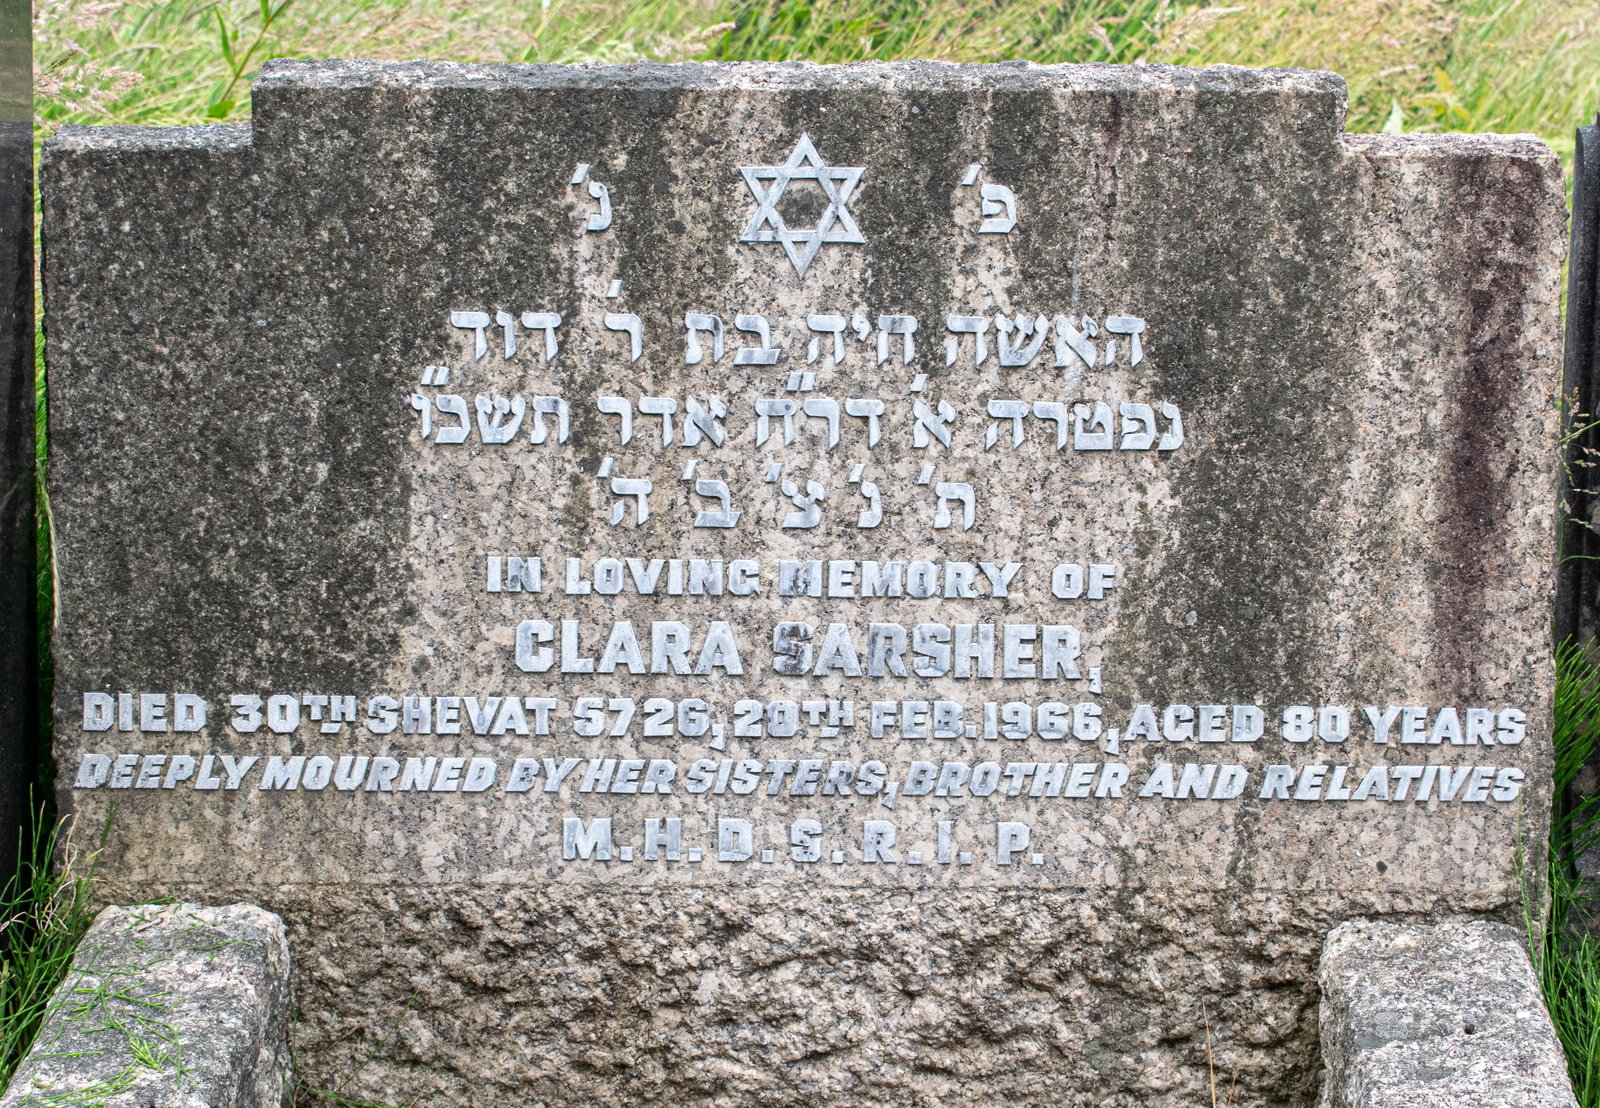 פ' נ'
האשה חיה בת ר' דוד
נפטרה א' דר"ח אדר תשכ"ו
ת' נ' צ' ב' ה'
IN LOVING MEMORY OF
CLARA SARSHER,
DIED 30TH SHEVAT 5726, 20TH FEB. 1966, AGED 80 YEARS
DEEPLY MOURNED BY HER SISTERS, BROTHER AND RELATIVES
M.H.D.S.R.I.P.